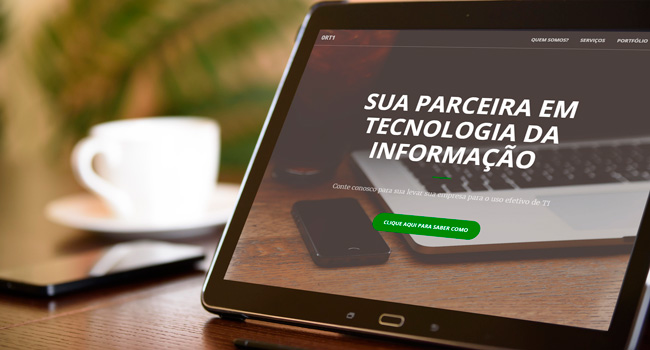 0RT1
QUEM SOMOS? SERVIÇOS PORTFÓLIO
SUA PARCEIRA EM
TECNOLOGIA DA
INFORMAÇÃO
Conte conosco para sua levar sua empresa para o uso efetivo de TI
CLIQUE AQUI PARA SABER COMO